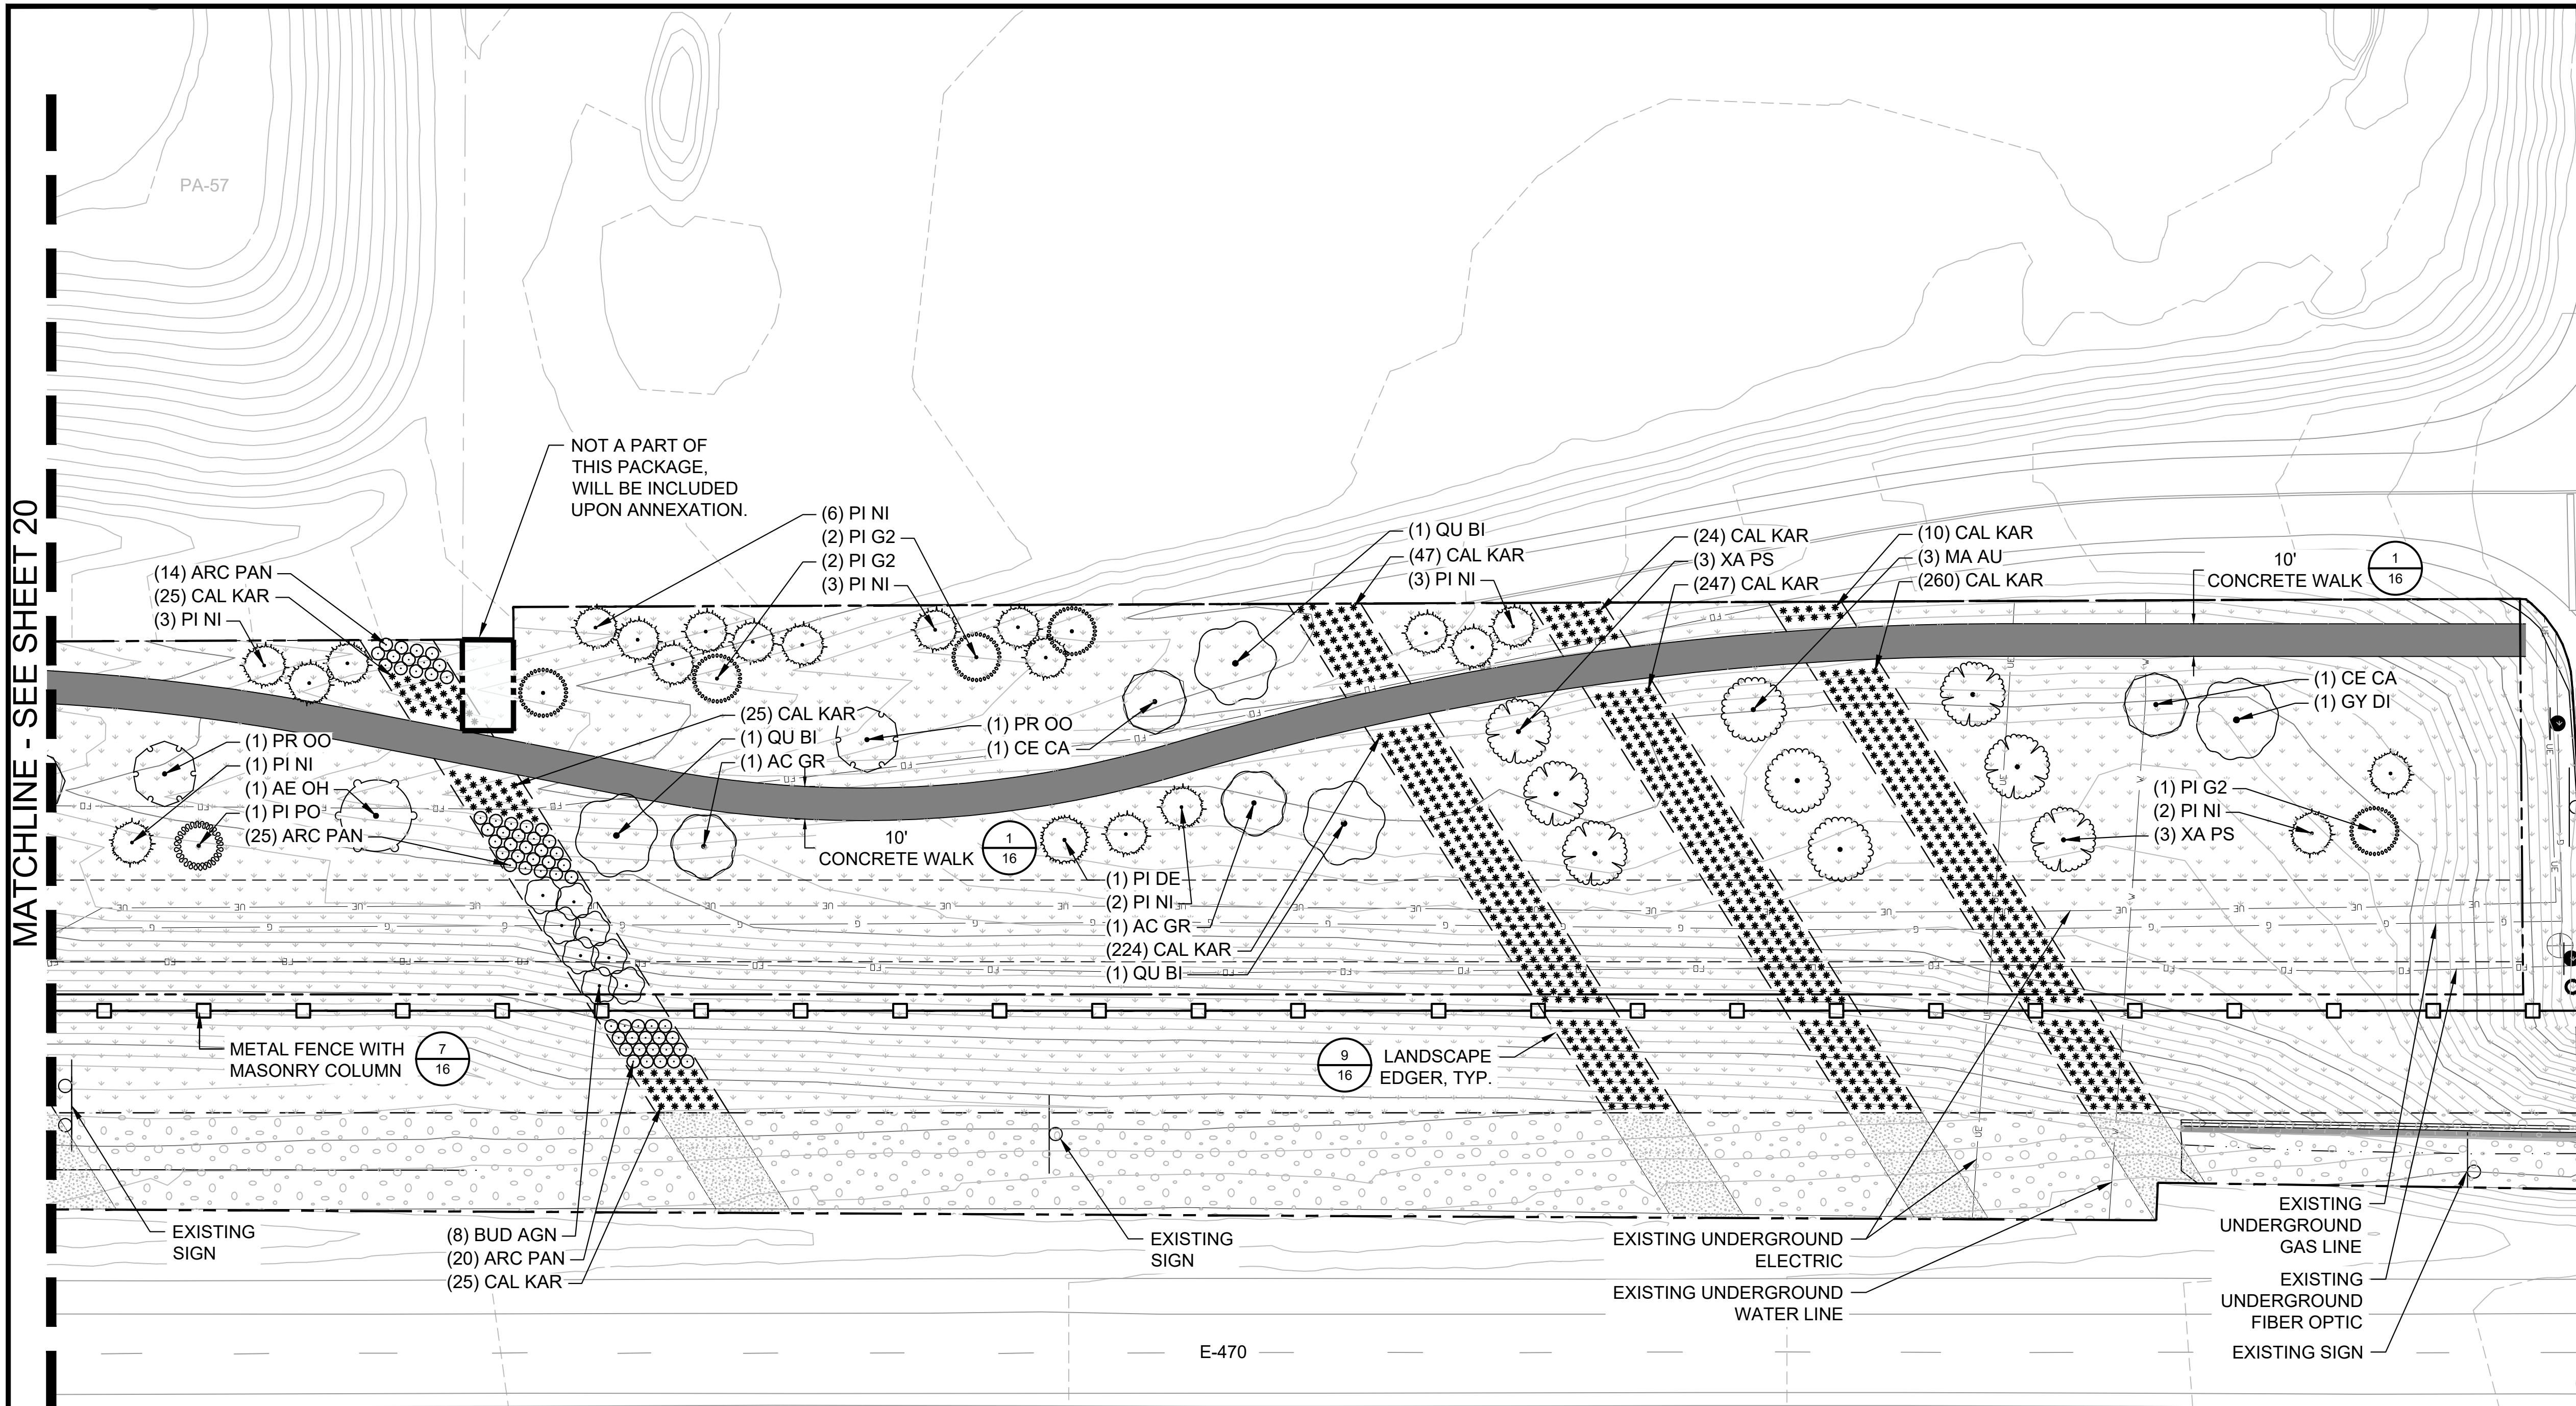 PA-57
MATCHLINE - SEE SHEET 20
NOT A PART OF
THIS PACKAGE,
WILL BE INCLUDED
UPON ANNEXATION.
(14) ARC PAN
(25) CAL KAR
(3) PI NI
(6) PI NI
(2) PI G2
(2) PI G2
(3) PI NI
(1) QU BI
(47) CAL KAR
(3) PI NI
(24) CAL KAR
(3) XA PS
(247) CAL KAR
(10) CAL KAR
(3) MA AU
(260) CAL KAR
10'
CONCRETE WALK
1
16
(1) PR OO
(1) PI NI
(1) AE OH
(1) PI PO
(25) ARC PAN
(25) CAL KAR
(1) QU BI
(1) AC GR
(1) PR OO
(1) CE CA
(1) CE CA
(1) GY DI
10'
CONCRETE WALK
1
16
(1) PI DE
(2) PI NI
(1) AC GR
(224) CAL KAR
(1) QU BI
(1) PI G2
(2) PI NI
(3) XA PS
METAL FENCE WITH
MASONRY COLUMN
7
16
9
16
LANDSCAPE
EDGER, TYP.
EXISTING
SIGN
(8) BUD AGN
(20) ARC PAN
(25) CAL KAR
EXISTING
SIGN
EXISTING UNDERGROUND
ELECTRIC
EXISTING UNDERGROUND
WATER LINE
EXISTING
UNDERGROUND
GAS LINE
EXISTING
UNDERGROUND
FIBER OPTIC
EXISTING SIGN
E-470